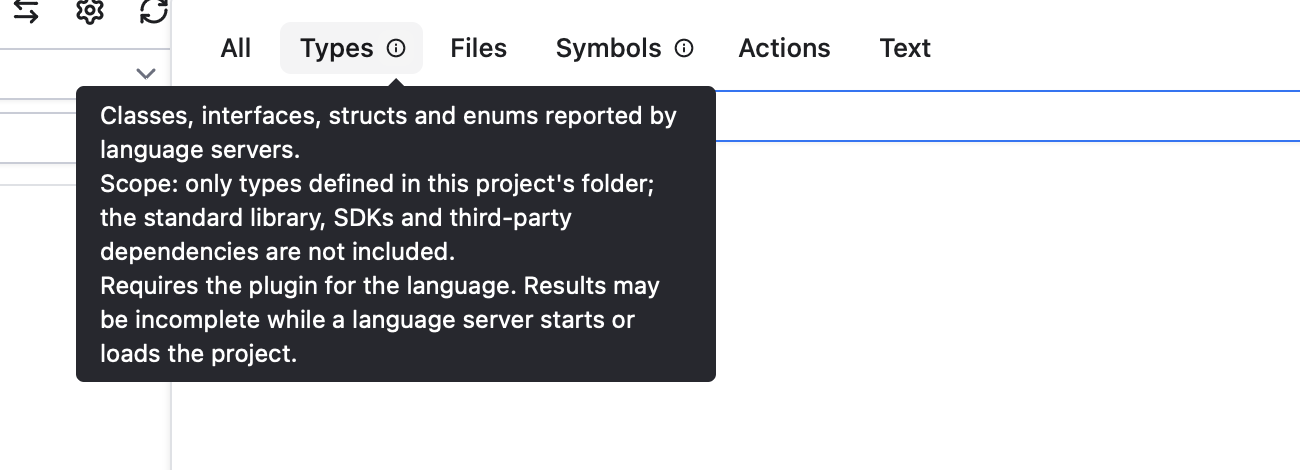 All Types Files Symbols Actions Text
Classes, interfaces, structs and enums reported by
language servers.
Scope: only types defined in this project's folder;
the standard library, SDKs and third-party
dependencies are not included.
Requires the plugin for the language. Results may
be incomplete while a language server starts or
loads the project.